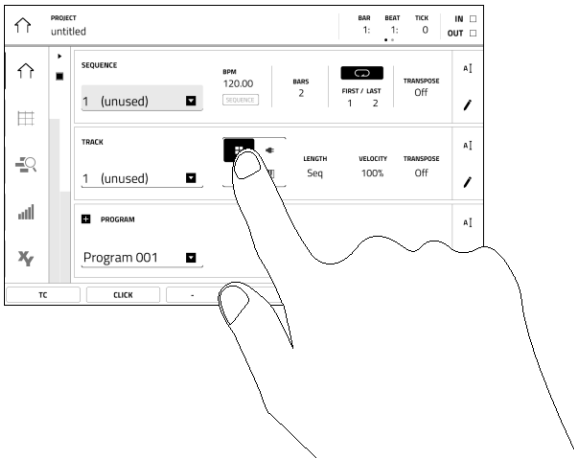 PROJECT
untitled
BAR BEAT TICK
1: 1: 0
IN
OUT
SEQUENCE
1 (unused)
BPM
120.00
SEQUENCE
BARS
2
FIRST / LAST
1 2
TRANSPOSE
Off
A
TRACK
1 (unused)
LENGTH
Seq
VELOCITY
100%
TRANSPOSE
Off
A
PROGRAM
Program 001
A
XY
TC CLICK -